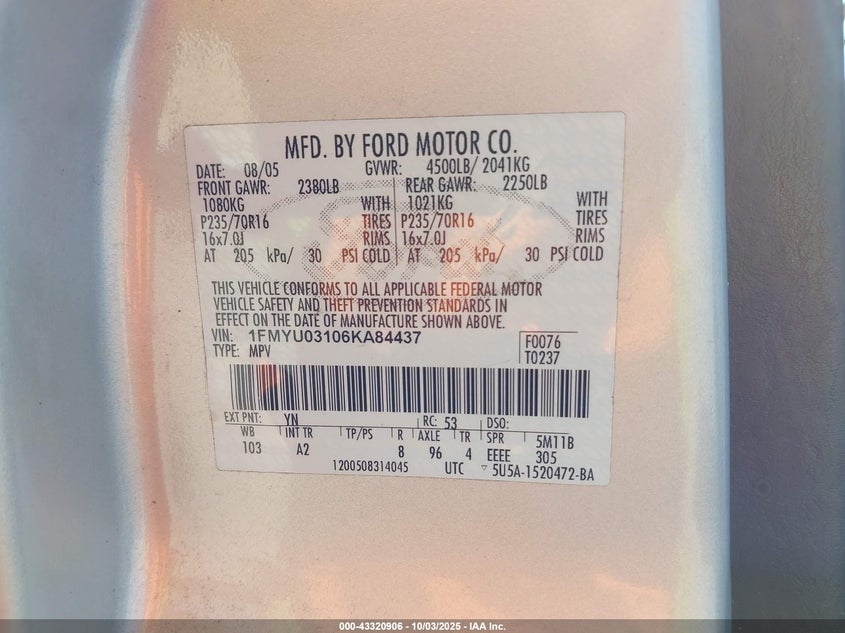 MFD. BY FORD MOTOR CO.
DATE: 08/05 GVWR: 4500LB/ 2041KG
FRONT GAWR: 2380LB REAR GAWR: 2250LB
1080KG WITH 1021KG WITH
P235/70R16 TIRES P235/70R16 TIRES
16x7.0J RIMS 16x7.0J RIMS
AT 205 kPa/ 30 PSI COLD AT 205 kPa/ 30 PSI COLD
THIS VEHICLE CONFORMS TO ALL APPLICABLE FEDERAL MOTOR
VEHICLE SAFETY AND THEFT PREVENTION STANDARDS IN
EFFECT ON THE DATE OF MANUFACTURE SHOWN ABOVE.
VIN: 1FMYU03106KA84437 F0076
TYPE: MPV T0237
EXT PNT: YN RC: 53 DSO:
WB INT TR TP/PS R AXLE TR SPR 5M11B
103 A2 8 96 4 EEEE 305
1200508314045 UTC 5U5A-1520472-BA
000-43320906 - 10/03/2025 - IAA Inc.